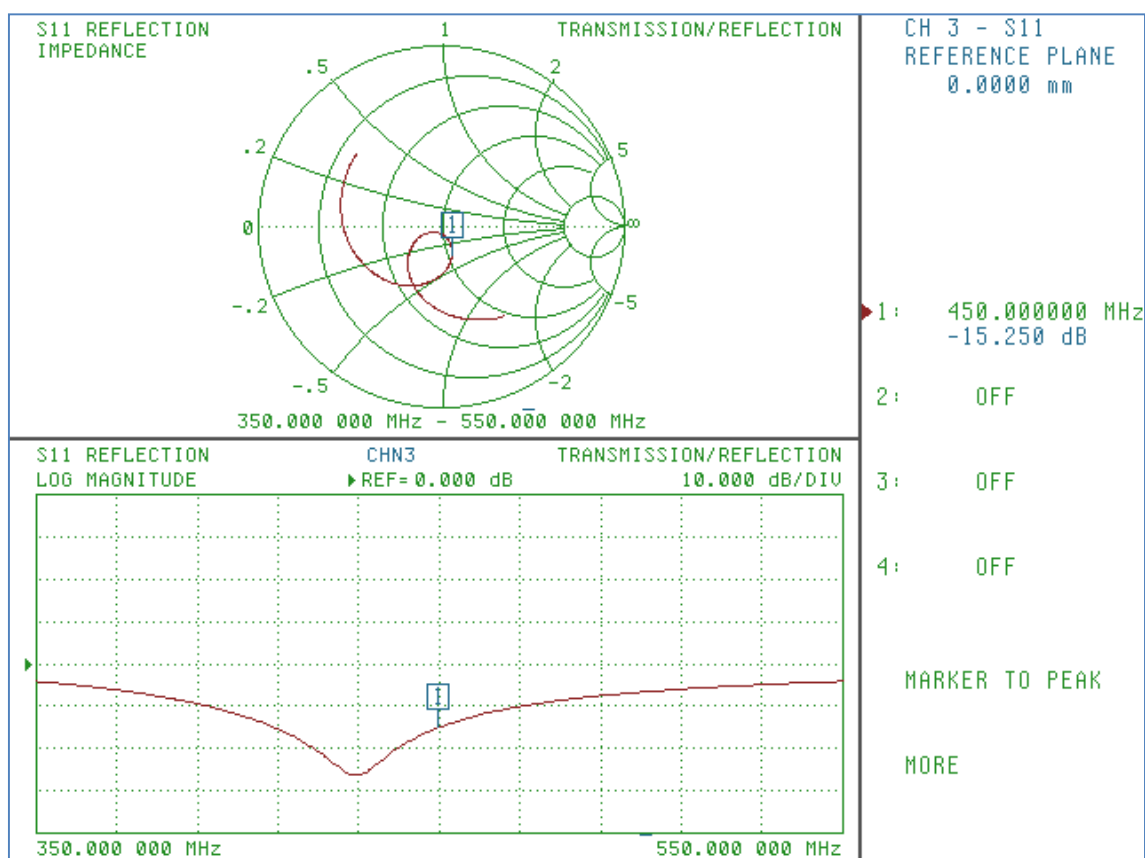 S11 REFLECTION
IMPEDANCE
TRANSMISSION/REFLECTION
1
.5
2
.2
5
0
1
∞
-.2
-5
-.5
-2
350.000 000 MHz - 550.000 000 MHz
S11 REFLECTION
CHN3
TRANSMISSION/REFLECTION
LOG MAGNITUDE
▶REF= 0.000 dB
10.000 dB/DIV
1
350.000 000 MHz
550.000 000 MHz
CH 3 - S11
REFERENCE PLANE
0.0000 mm
▶1: 450.000000 MHz
-15.250 dB
2: OFF
3: OFF
4: OFF
MARKER TO PEAK
MORE